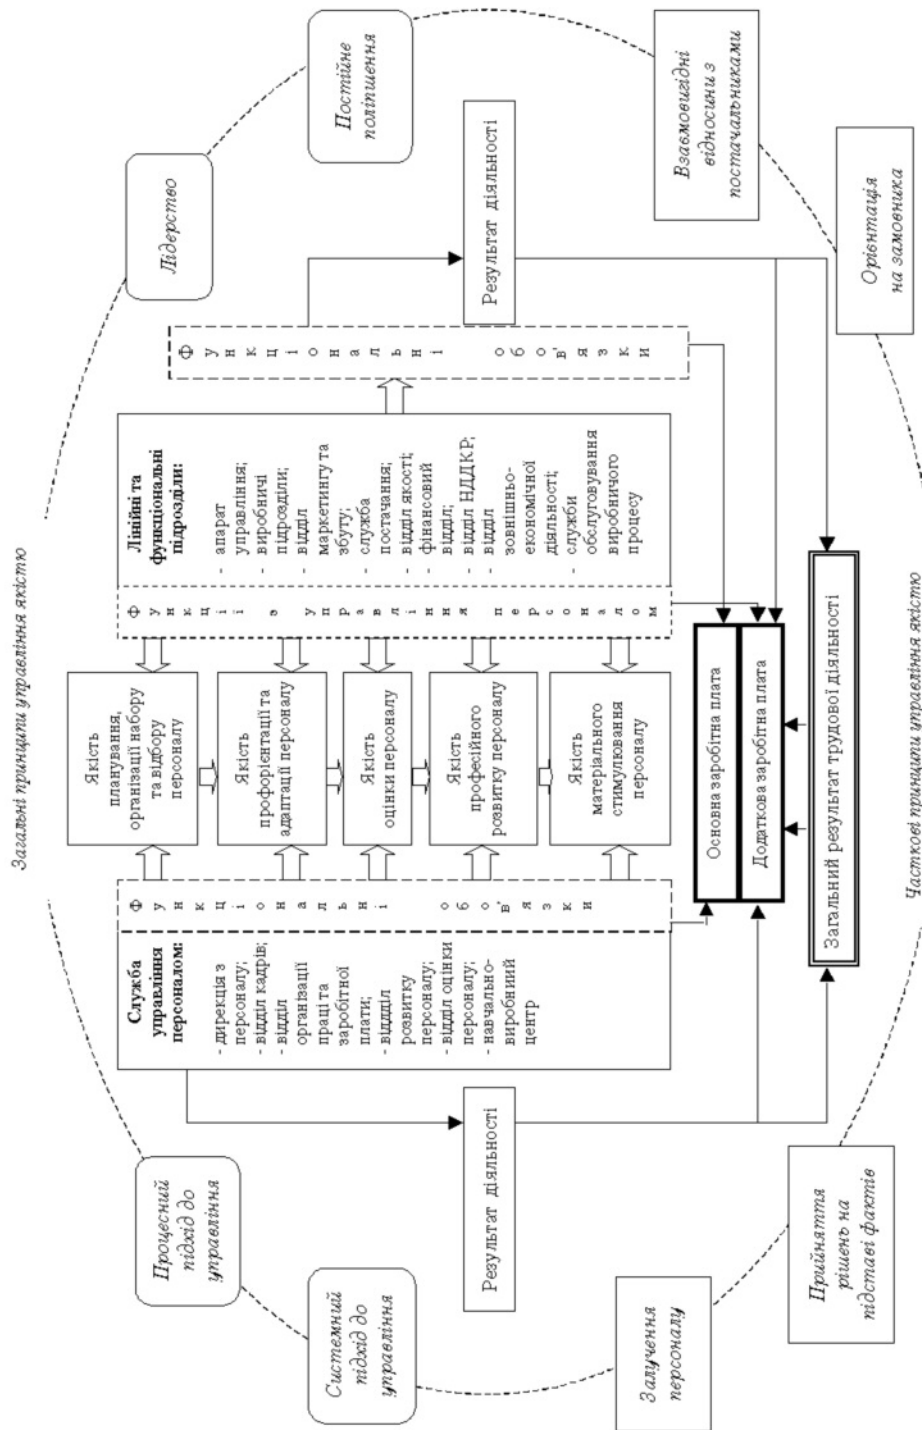 Загальні принципи управління якістю
Процесний
підхід до
управління
Лідерство
Системний
підхід до
управління
Постійне
поліпшення
Служба
управління
персоналом:
- дирекція з
персоналу;
- відділ кадрів;
- відділ
організації
праці та
заробітної
плати;
- віддділ
розвитку
персоналу;
- відділ оцінки
персоналу;
- навчально-
виробний
центр
Функціональні обов'язки
Якість
планування,
організації набору
та відбору
персоналу
Якість
профорієнтації та
адаптації персоналу
Якість
оцінки персоналу
Якість
професійного
розвитку персоналу
Якість
матеріального
стимулювання
персоналу
Функції з управління персоналом
Лінійні та
функціональні
підрозділи:
- апарат
управління;
- виробничі
підрозділи;
- відділ
маркетингу та
збуту;
- служба
постачання;
- відділ якості;
- фінансовий
відділ;
- відділ НДДКР;
- відділ
зовнішньо-
економічної
діяльності;
- служби
обслуговування
виробничого
процесу
Функціональні обов'язки
Результат діяльності
Результат діяльності
Основна заробітна плата
Додаткова заробітна плата
Загальний результат трудової діяльності
Залучення
персоналу
Взаємовигідні
відносини з
постачальниками
Прийняття
рішень на
підставі фактів
Орієнтація
на замовника
Часткові принципи управління якістю